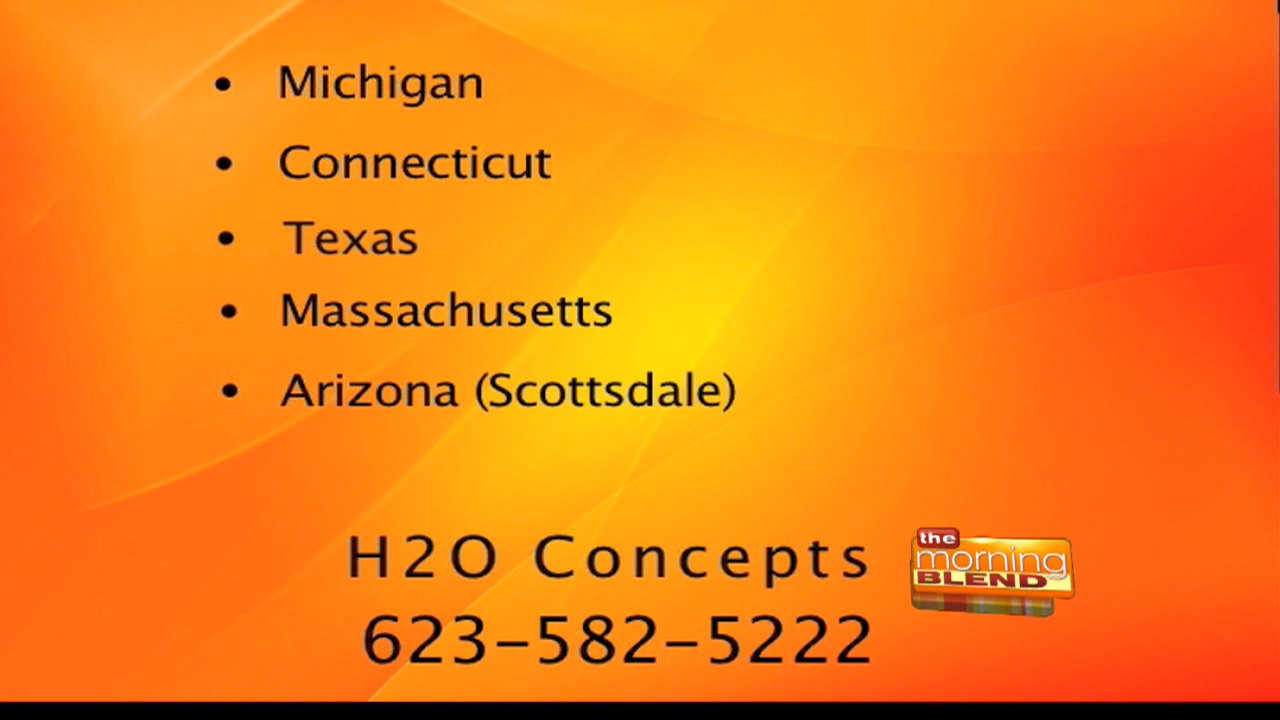 • Michigan
• Connecticut
• Texas
• Massachusetts
• Arizona (Scottsdale)
H2O Concepts
623-582-5222
the
morning
BLEND